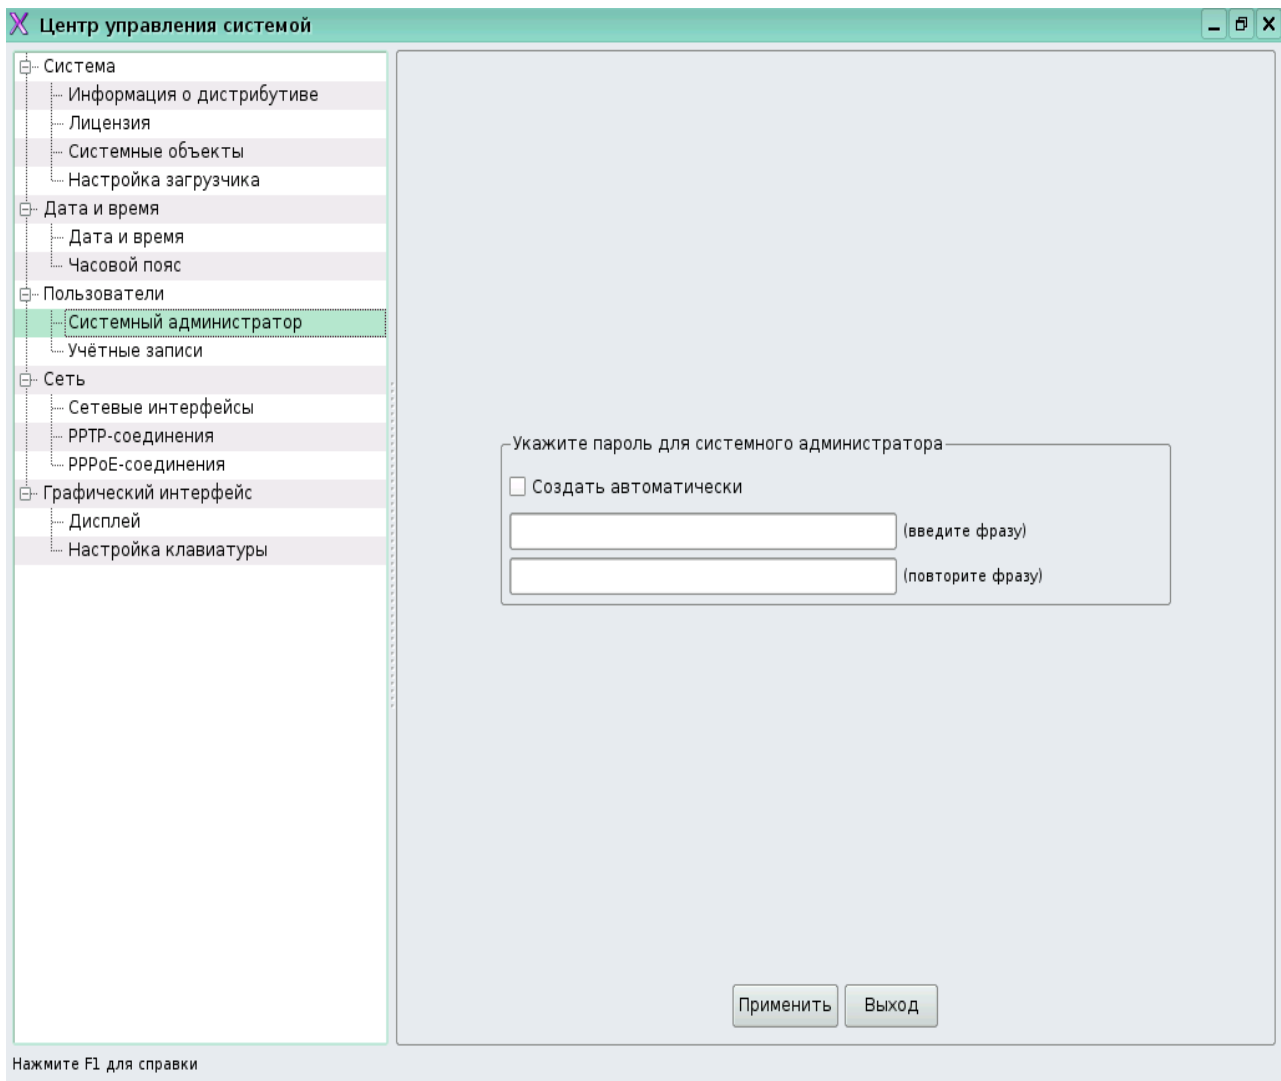 Центр управления системой
Система
Информация о дистрибутиве
Лицензия
Системные объекты
Настройка загрузчика
Дата и время
Дата и время
Часовой пояс
Пользователи
Системный администратор
Учётные записи
Сеть
Сетевые интерфейсы
PPTP-соединения
PPPoE-соединения
Графический интерфейс
Дисплей
Настройка клавиатуры
Укажите пароль для системного администратора
Создать автоматически
(введите фразу)
(повторите фразу)
Применить Выход
Нажмите F1 для справки